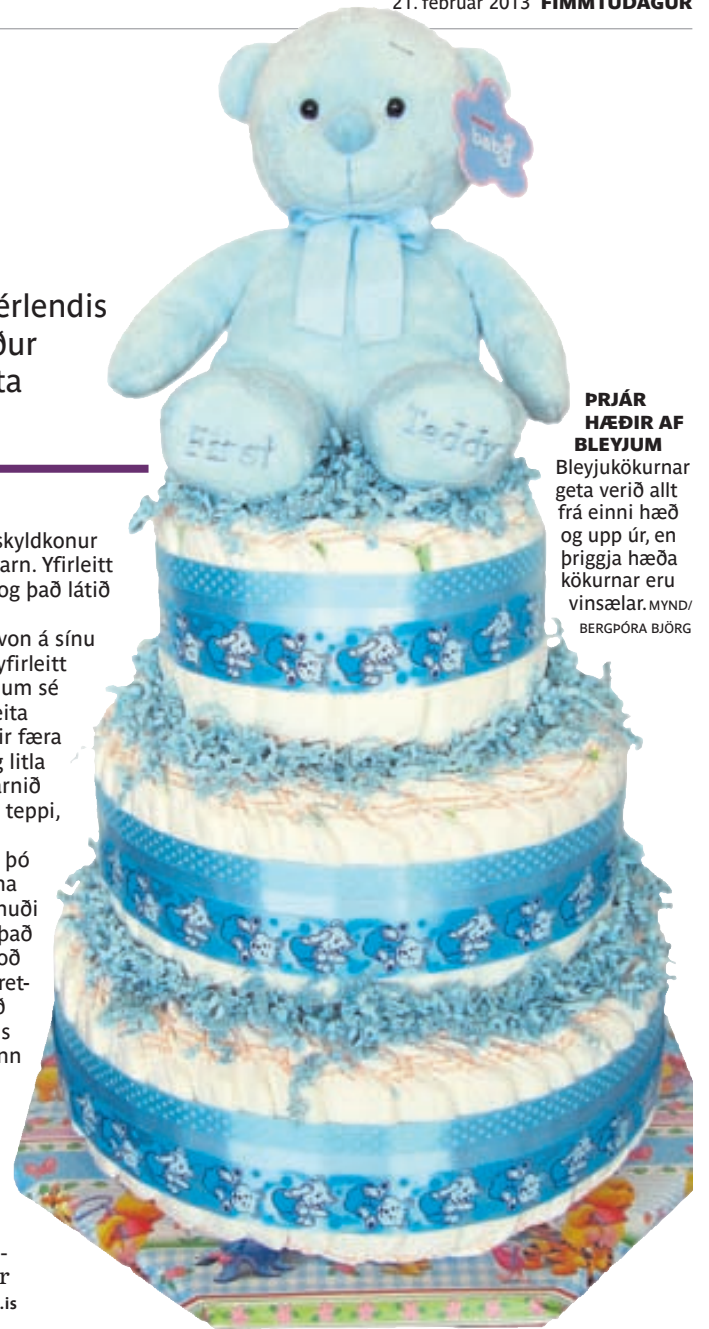 21. febrúar 2013 FIMMTUDAGUR
érlendis
ður
ta
skyldkonur
arn. Yfirleitt
og það látið
von á sínu
yfirleitt
um sé
eita
ir færa
g litla
arnið
teppi,
þó
na
nuði
það
oð
ret-
ð
s
nn
-
r
.is
baby
First Teddy
ÞRJÁR
HÆÐIR AF
BLEYJUM
Bleyjukökurnar
geta verið allt
frá einni hæð
og upp úr, en
þriggja hæða
kökurnar eru
vinsælar. MYND/
BERGÞÓRA BJÖRG